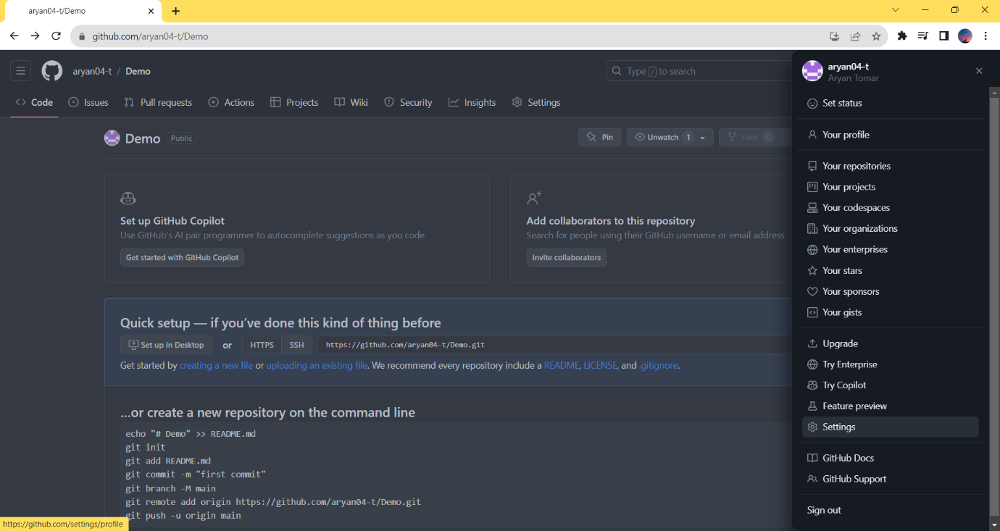 aryan04-t/Demo
github.com/aryan04-t/Demo
aryan04-t / Demo
Type / to search
Code Issues Pull requests Actions Projects Wiki Security Insights Settings
Demo Public
Pin Unwatch 1 Fork 0
Set up GitHub Copilot
Use GitHub's AI pair programmer to autocomplete suggestions as you code.
Get started with GitHub Copilot
Add collaborators to this repository
Search for people using their GitHub username or email address.
Invite collaborators
Quick setup — if you've done this kind of thing before
Set up in Desktop or HTTPS SSH https://github.com/aryan04-t/Demo.git
Get started by creating a new file or uploading an existing file. We recommend every repository include a README, LICENSE, and .gitignore.
...or create a new repository on the command line
echo "# Demo" >> README.md
git init
git add README.md
git commit -m "first commit"
git branch -M main
git remote add origin https://github.com/aryan04-t/Demo.git
git push -u origin main
https://github.com/settings/profile
aryan04-t
Aryan Tomar
Set status
Your profile
Your repositories
Your projects
Your codespaces
Your organizations
Your enterprises
Your stars
Your sponsors
Your gists
Upgrade
Try Enterprise
Try Copilot
Feature preview
Settings
GitHub Docs
GitHub Support
Sign out